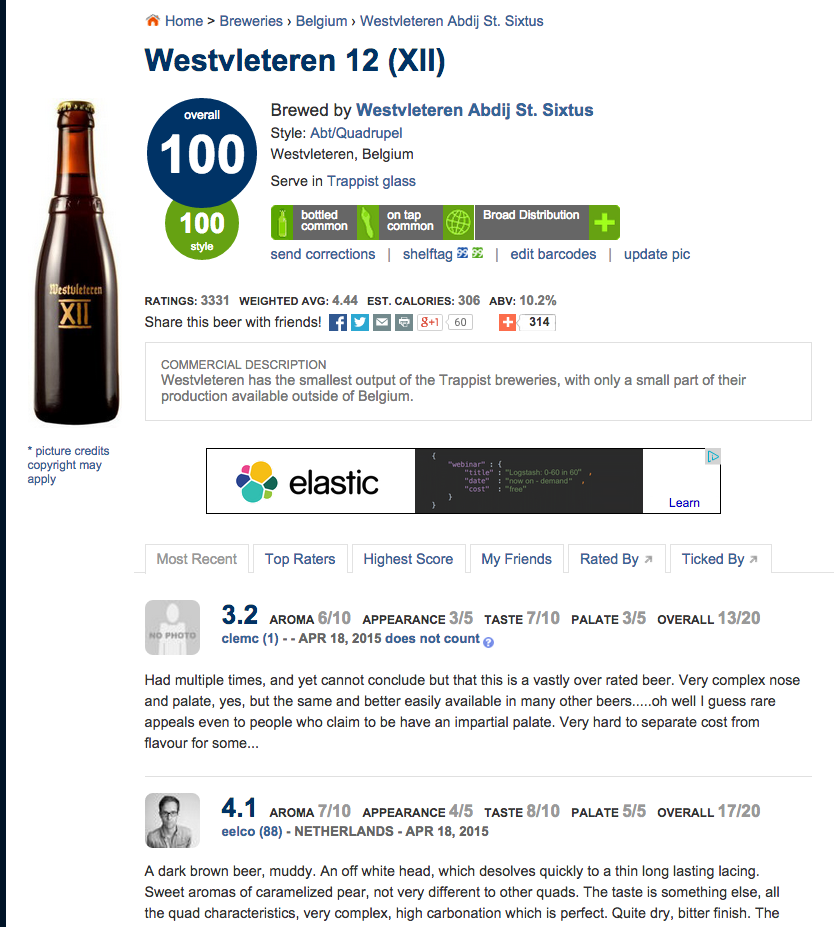 Home > Breweries › Belgium › Westvleteren Abdij St. Sixtus
Westvleteren 12 (XII)
overall
100
100
style
Brewed by Westvleteren Abdij St. Sixtus
Style: Abt/Quadrupel
Westvleteren, Belgium
Serve in Trappist glass
bottled common
on tap common
Broad Distribution
send corrections | shelftag | edit barcodes | update pic
Westvleteren
XII
RATINGS: 3331 WEIGHTED AVG: 4.44 EST. CALORIES: 306 ABV: 10.2%
Share this beer with friends! g+1 60 314
COMMERCIAL DESCRIPTION
Westvleteren has the smallest output of the Trappist breweries, with only a small part of their
production available outside of Belgium.
* picture credits
copyright may
apply
elastic
{
"webinar" : {
"title" : "Logstash: 0-60 in 60" ,
"date" : "now on - demand" ,
"cost" : "free"
}
}
Learn
Most Recent Top Raters Highest Score My Friends Rated By Ticked By
NO PHOTO
3.2 AROMA 6/10 APPEARANCE 3/5 TASTE 7/10 PALATE 3/5 OVERALL 13/20
clemc (1) - - APR 18, 2015 does not count ?
Had multiple times, and yet cannot conclude but that this is a vastly over rated beer. Very complex nose
and palate, yes, but the same and better easily available in many other beers.....oh well I guess rare
appeals even to people who claim to be have an impartial palate. Very hard to separate cost from
flavour for some...
4.1 AROMA 7/10 APPEARANCE 4/5 TASTE 8/10 PALATE 5/5 OVERALL 17/20
eelco (88) - NETHERLANDS - APR 18, 2015
A dark brown beer, muddy. An off white head, which desolves quickly to a thin long lasting lacing.
Sweet aromas of caramelized pear, not very different to other quads. The taste is something else, all
the quad characteristics, very complex, high carbonation which is perfect. Quite dry, bitter finish. The